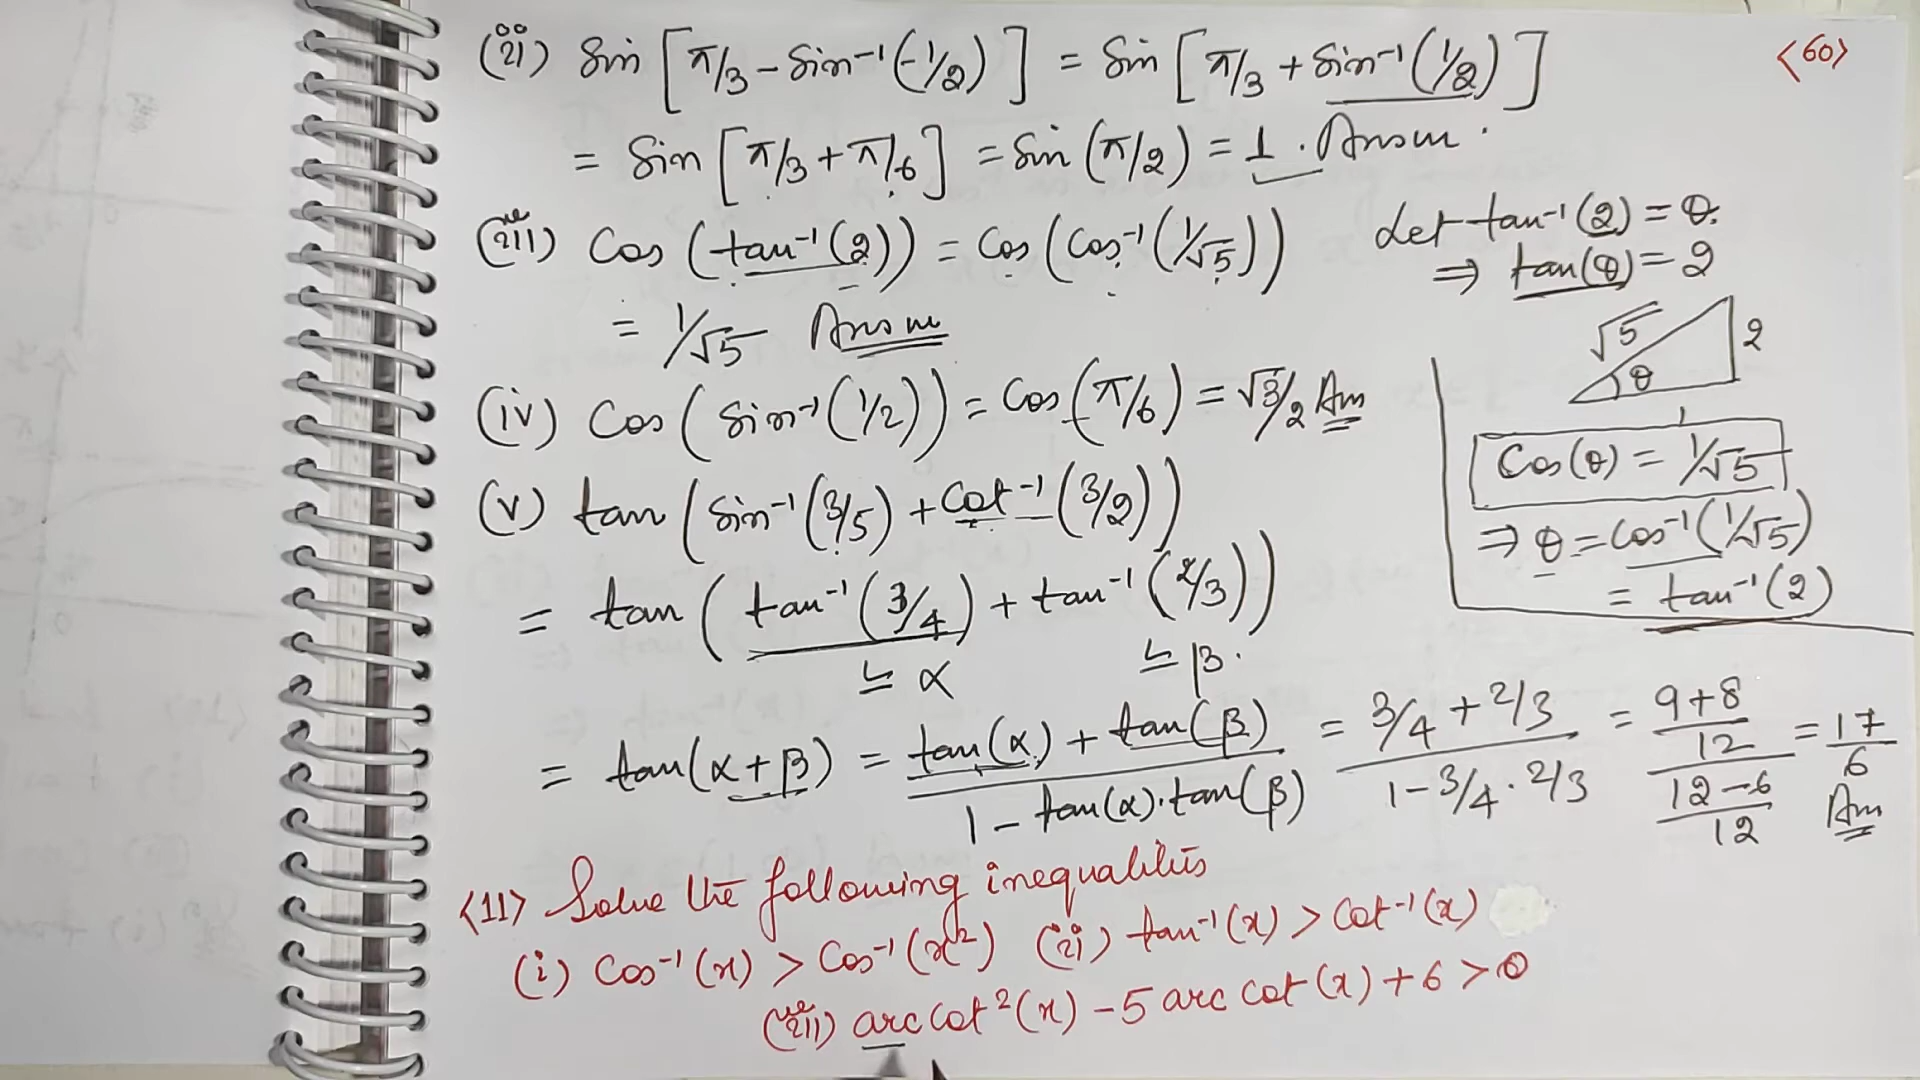 (ii) Sin [π/3 - Sin⁻¹(-1/2)] = Sin [π/3 + Sin⁻¹(1/2)]
<60>
= Sin [π/3 + π/6] = Sin (π/2) = 1. Answer.
(iii) Cos (tan⁻¹(2)) = Cos (Cos⁻¹(1/√5))
= 1/√5 Answer
Let tan⁻¹(2) = θ.
⇒ tan(θ) = 2
√5
2
θ
1
Cos(θ) = 1/√5
⇒ θ = Cos⁻¹(1/√5)
= tan⁻¹(2)
(iv) Cos (Sin⁻¹(1/2)) = Cos (π/6) = √3/2 Ans
(v) tan (Sin⁻¹(3/5) + Cot⁻¹(3/2))
= tan (tan⁻¹(3/4) + tan⁻¹(2/3))
↳ α ↳ β.
= tan(α+β) = (tan(α) + tan(β))/(1 - tan(α).tan(β)) = (3/4 + 2/3)/(1 - 3/4 . 2/3) = ((9+8)/12)/((12-6)/12) = 17/6 Ans
<11> Solve the following inequalities
(i) Cos⁻¹(x) > Cos⁻¹(x²) (ii) tan⁻¹(x) > Cot⁻¹(x)
(iii) arc cot²(x) - 5 arc cot(x) + 6 > 0